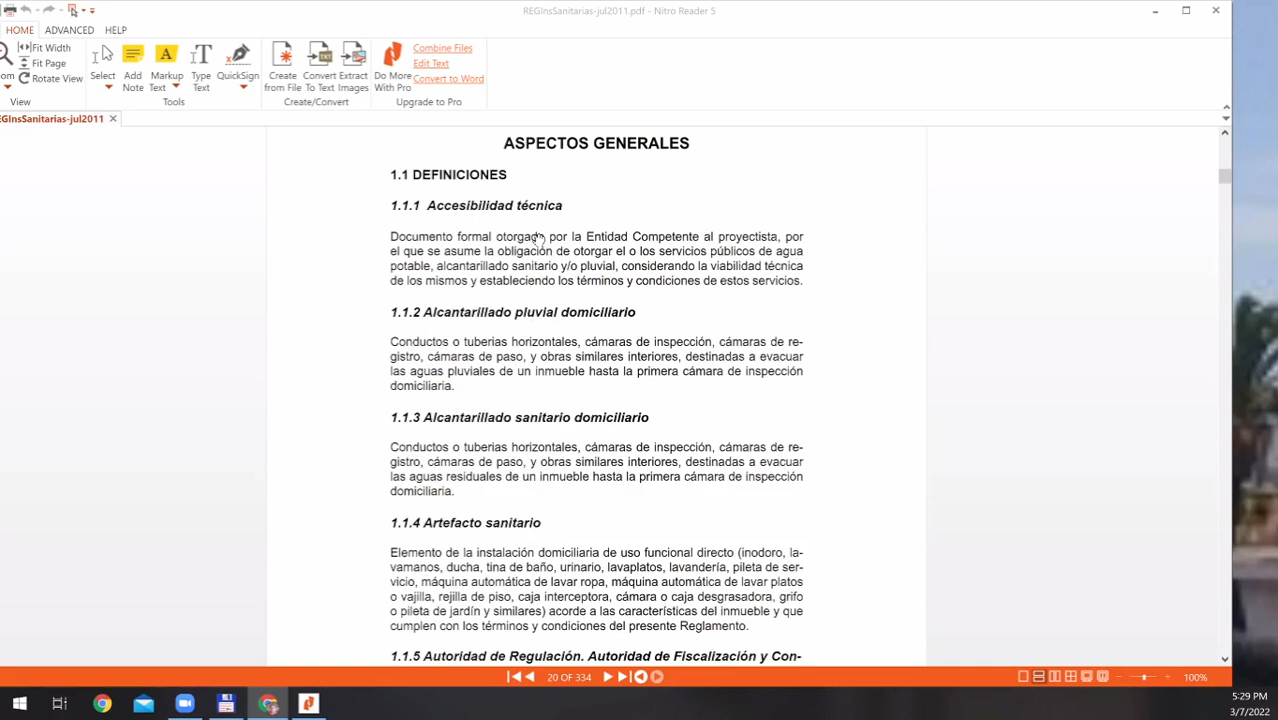 REGInsSanitarias-jul2011.pdf - Nitro Reader 5
HOME ADVANCED HELP
Fit Width
Fit Page
Rotate View
View
Select
Add Note
Markup Text
Type Text
QuickSign
Tools
Create from File
Convert To Text
Extract Images
Create/Convert
Do More With Pro
Combine Files
Edit Text
Convert to Word
Upgrade to Pro
EGInsSanitarias-jul2011
ASPECTOS GENERALES
1.1 DEFINICIONES
1.1.1 Accesibilidad técnica
Documento formal otorgado por la Entidad Competente al proyectista, por
el que se asume la obligación de otorgar el o los servicios públicos de agua
potable, alcantarillado sanitario y/o pluvial, considerando la viabilidad técnica
de los mismos y estableciendo los términos y condiciones de estos servicios.
1.1.2 Alcantarillado pluvial domiciliario
Conductos o tuberias horizontales, cámaras de inspección, cámaras de re-
gistro, cámaras de paso, y obras similares interiores, destinadas a evacuar
las aguas pluviales de un inmueble hasta la primera cámara de inspección
domiciliaria.
1.1.3 Alcantarillado sanitario domiciliario
Conductos o tuberias horizontales, cámaras de inspección, cámaras de re-
gistro, cámaras de paso, y obras similares interiores, destinadas a evacuar
las aguas residuales de un inmueble hasta la primera cámara de inspección
domiciliaria.
1.1.4 Artefacto sanitario
Elemento de la instalación domiciliaria de uso funcional directo (inodoro, la-
vamanos, ducha, tina de baño, urinario, lavaplatos, lavandería, pileta de ser-
vicio, máquina automática de lavar ropa, máquina automática de lavar platos
o vajilla, rejilla de piso, caja interceptora, cámara o caja desgrasadora, grifo
o pileta de jardín y similares) acorde a las características del inmueble y que
cumplen con los términos y condiciones del presente Reglamento.
1.1.5 Autoridad de Regulación. Autoridad de Fiscalización y Con-
20 OF 334
100%
5:29 PM
3/7/2022